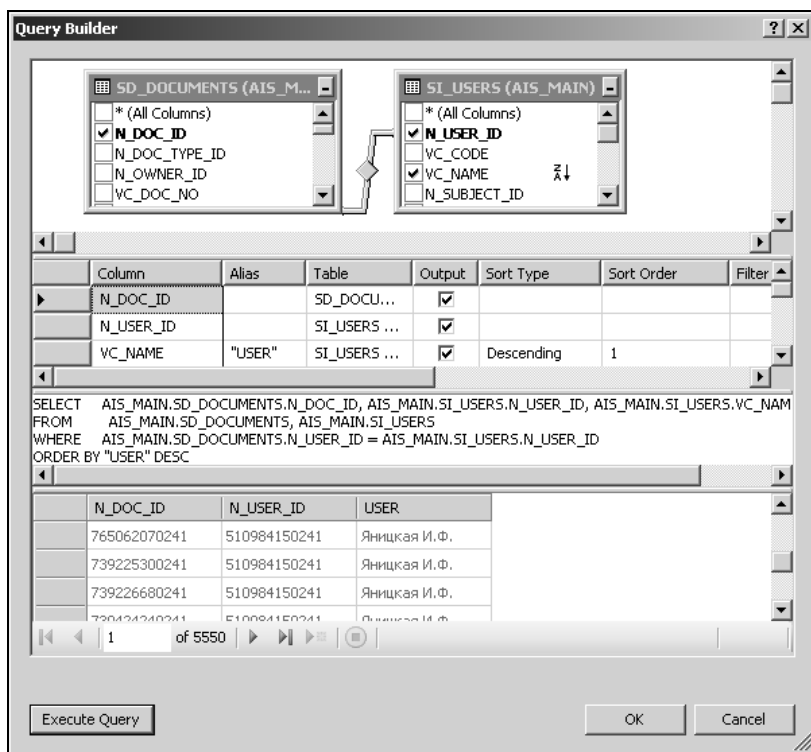 Query Builder
SD_DOCUMENTS (AIS_M...
* (All Columns)
N_DOC_ID
N_DOC_TYPE_ID
N_OWNER_ID
VC_DOC_NO
SI_USERS (AIS_MAIN)
* (All Columns)
N_USER_ID
VC_CODE
VC_NAME
N_SUBJECT_ID
Column Alias Table Output Sort Type Sort Order Filter
N_DOC_ID SD_DOCU...
N_USER_ID SI_USERS ...
VC_NAME "USER" SI_USERS ... Descending 1
SELECT AIS_MAIN.SD_DOCUMENTS.N_DOC_ID, AIS_MAIN.SI_USERS.N_USER_ID, AIS_MAIN.SI_USERS.VC_NAM
FROM AIS_MAIN.SD_DOCUMENTS, AIS_MAIN.SI_USERS
WHERE AIS_MAIN.SD_DOCUMENTS.N_USER_ID = AIS_MAIN.SI_USERS.N_USER_ID
ORDER BY "USER" DESC
N_DOC_ID N_USER_ID USER
765062070241 510984150241 Яницкая И.Ф.
739225300241 510984150241 Яницкая И.Ф.
739226680241 510984150241 Яницкая И.Ф.
1 of 5550
Execute Query OK Cancel